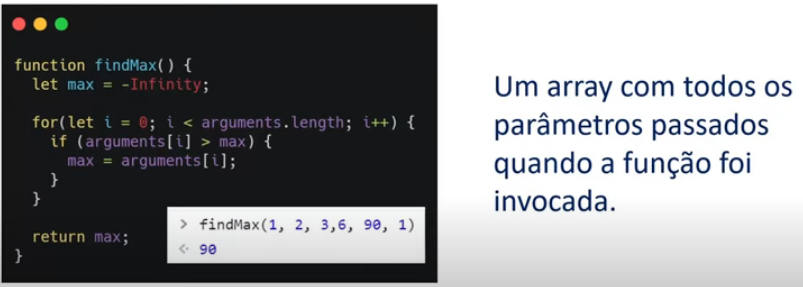 function findMax() {
  let max = -Infinity;

  for(let i = 0; i < arguments.length; i++) {
    if (arguments[i] > max) {
      max = arguments[i];
    }
  }

  return max;
}
> findMax(1, 2, 3,6, 90, 1)
<· 90
Um array com todos os
parâmetros passados
quando a função foi
invocada.